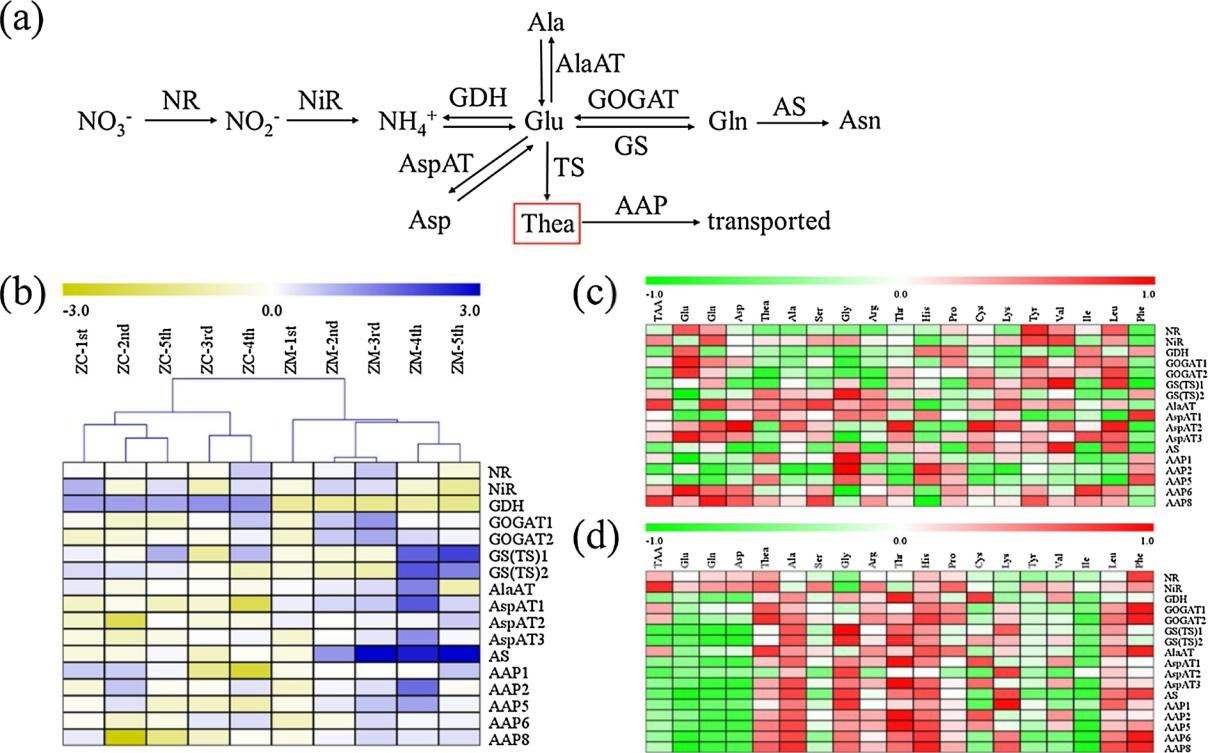 (a)
Ala
AlaAT
NO₃⁻ NR NO₂⁻ NiR NH₄⁺ GDH Glu GOGAT Gln AS Asn
GS
AspAT TS
Asp Thea AAP transported
(b)
-3.0 0.0 3.0
ZC-1st ZC-2nd ZC-5th ZC-3rd ZC-4th ZM-1st ZM-2nd ZM-3rd ZM-4th ZM-5th
NR
NiR
GDH
GOGAT1
GOGAT2
GS(TS)1
GS(TS)2
AlaAT
AspAT1
AspAT2
AspAT3
AS
AAP1
AAP2
AAP5
AAP6
AAP8
(c)
-1.0 0.0 1.0
TAA Glu Gln Asp Thea Ala Ser Gly Arg Thr His Pro Cys Lys Tyr Val Ile Leu Phe
NR
NiR
GDH
GOGAT1
GOGAT2
GS(TS)1
GS(TS)2
AlaAT
AspAT1
AspAT2
AspAT3
AS
AAP1
AAP2
AAP5
AAP6
AAP8
(d)
-1.0 0.0 1.0
TAA Glu Gln Asp Thea Ala Ser Gly Arg Thr His Pro Cys Lys Tyr Val Ile Leu Phe
NR
NiR
GDH
GOGAT1
GOGAT2
GS(TS)1
GS(TS)2
AlaAT
AspAT1
AspAT2
AspAT3
AS
AAP1
AAP2
AAP5
AAP6
AAP8